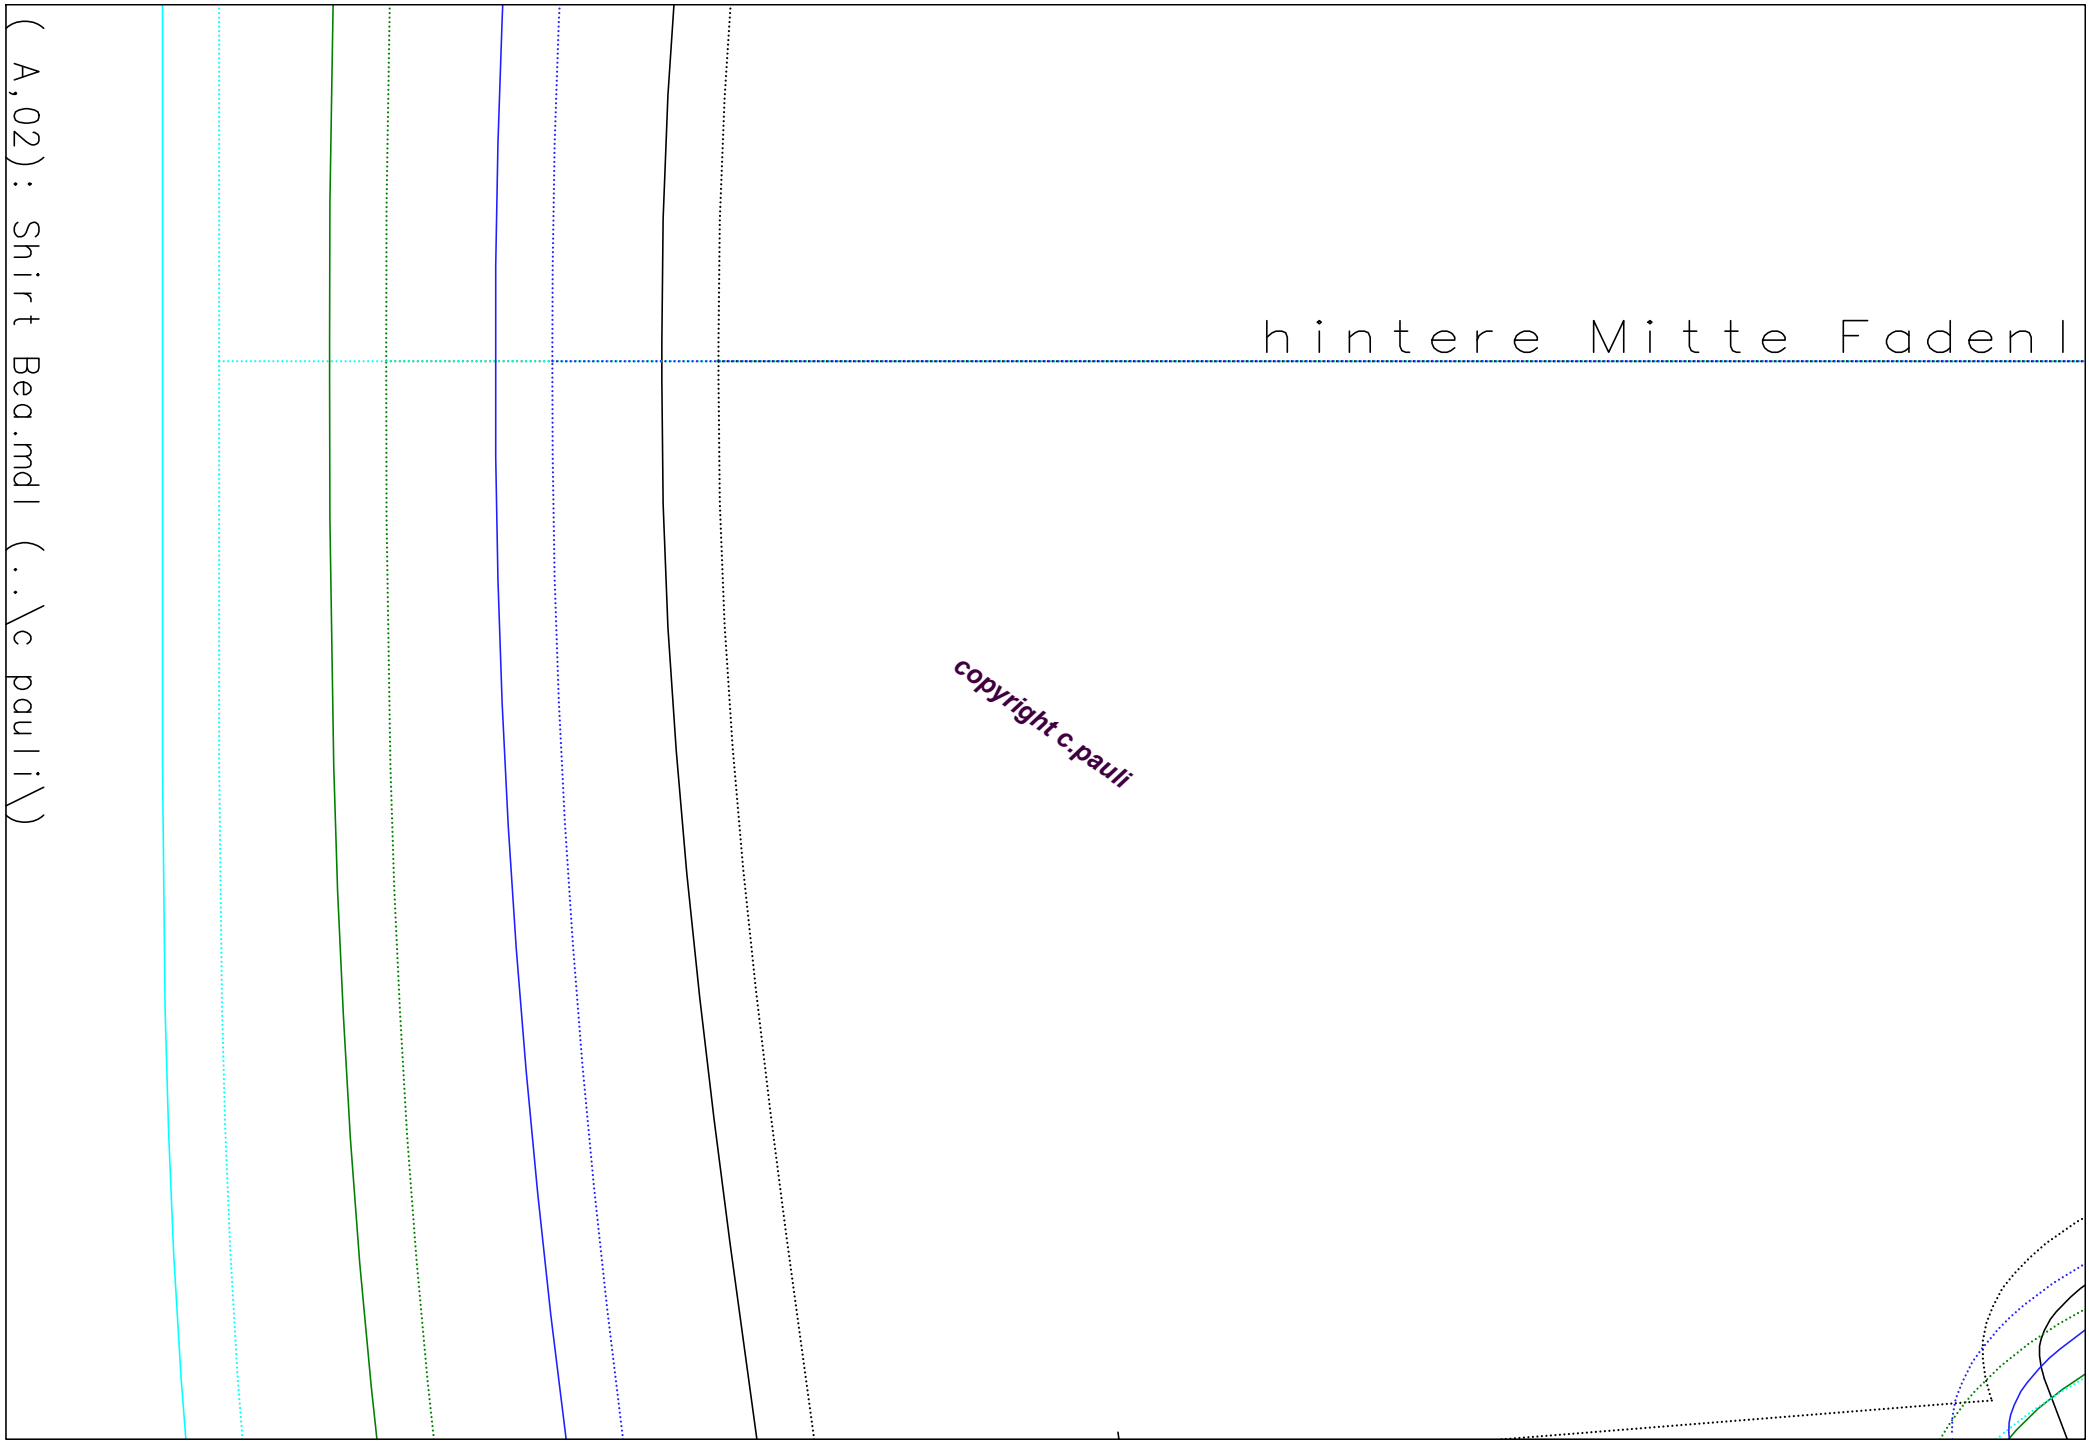 ( A,02): Shirt Bea.mdl (..\c pauli\)
hintere Mitte Fadenl
copyright c.pauli